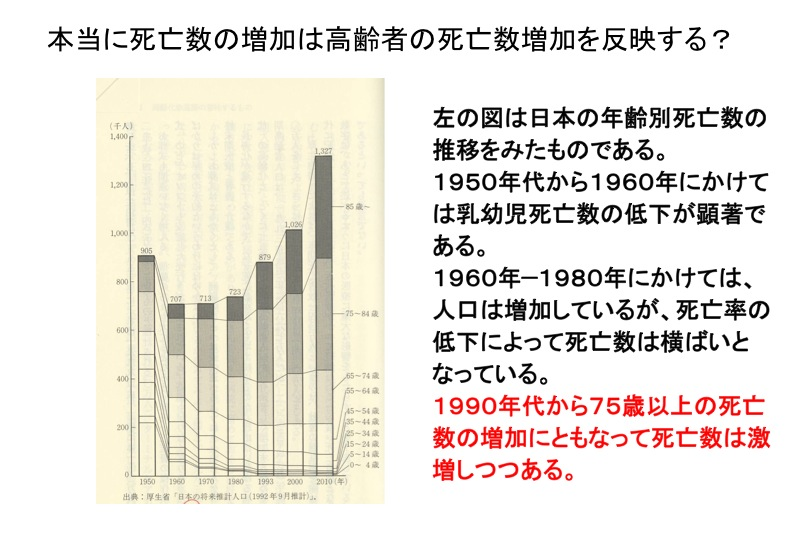 本当に死亡数の増加は高齢者の死亡数増加を反映する？
(千人)
1,400
1,200
1,000
800
600
400
200
0
905
707
713
723
879
1,026
1,327
85歳~
75~84歳
65~74歳
55~64歳
45~54歳
35~44歳
25~34歳
15~24歳
5~14歳
0~ 4歳
1950 1960 1970 1980 1993 2000 2010(年)
出典：厚生省「日本の将来推計人口(1992年9月推計)」.
左の図は日本の年齢別死亡数の
推移をみたものである。
１９５０年代から１９６０年にかけて
は乳幼児死亡数の低下が顕著で
ある。
１９６０年－１９８０年にかけては、
人口は増加しているが、死亡率の
低下によって死亡数は横ばいと
なっている。
１９９０年代から７５歳以上の死亡
数の増加にともなって死亡数は激
増しつつある。